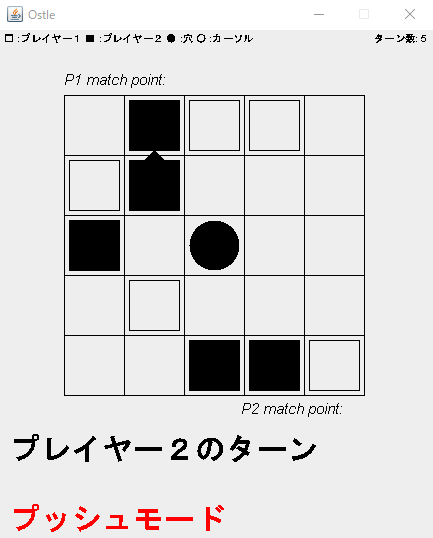 Ostle
□:プレイヤー1 ■:プレイヤー2 ●:穴 ○:カーソル ターン数:5
P1 match point:
P2 match point:
プレイヤー2のターン
プッシュモード